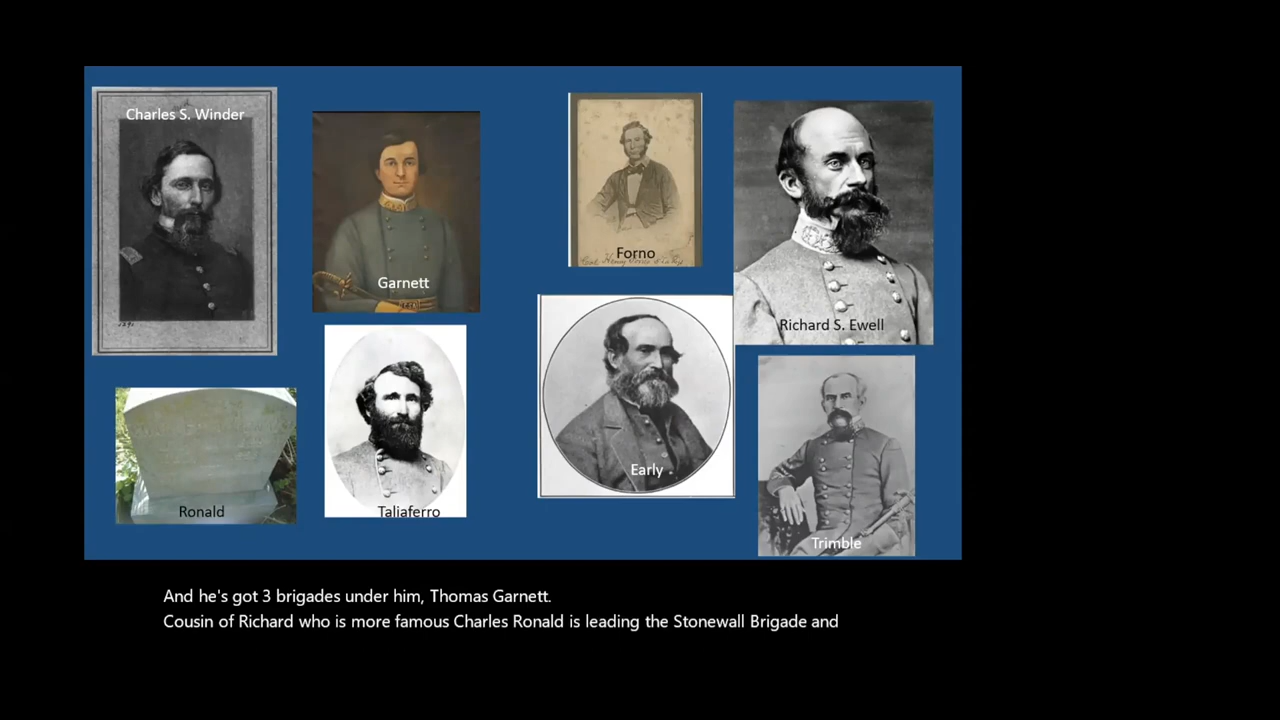 Charles S. Winder
Garnett
Forno
Richard S. Ewell
Early
Ronald
Taliaferro
Trimble
And he's got 3 brigades under him, Thomas Garnett.
Cousin of Richard who is more famous Charles Ronald is leading the Stonewall Brigade and